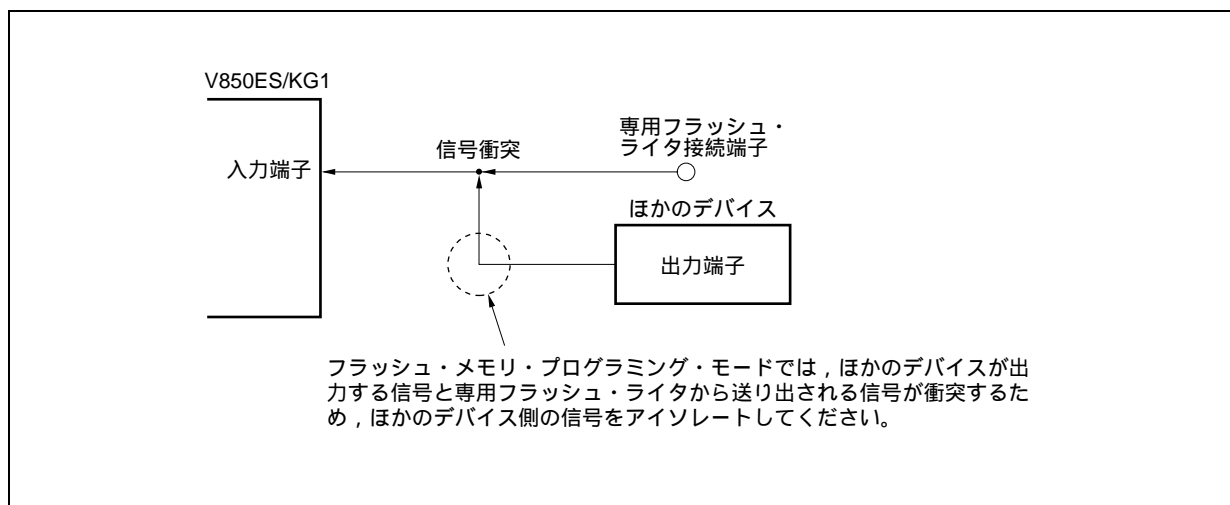 V850ES/KG1
入力端子
信号衝突
専用フラッシュ・
ライタ接続端子
ほかのデバイス
出力端子
フラッシュ・メモリ・プログラミング・モードでは，ほかのデバイスが出
力する信号と専用フラッシュ・ライタから送り出される信号が衝突するた
め，ほかのデバイス側の信号をアイソレートしてください。